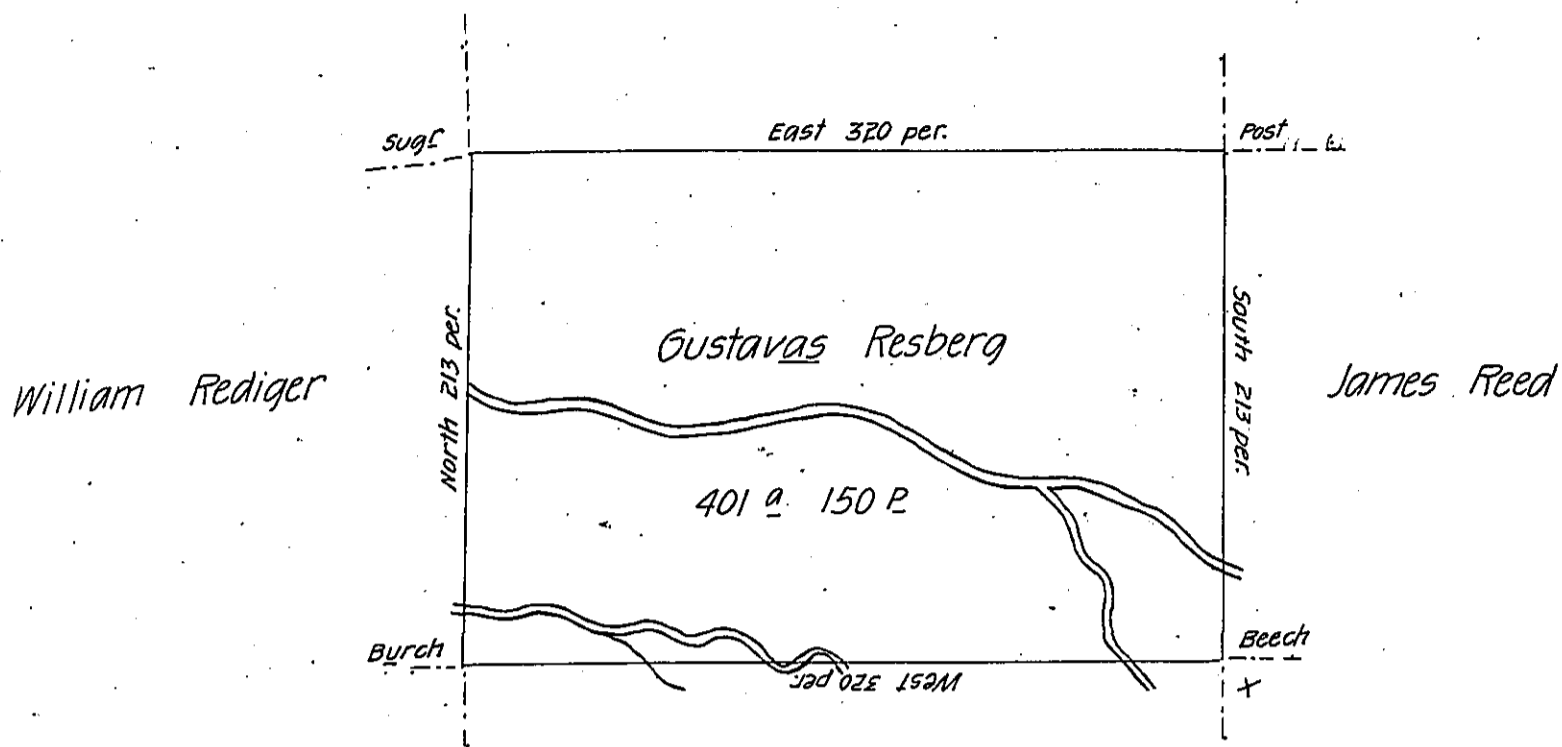 East 320 per.
Sugr
Post
North 213 per.
South 213 per.
Gustavas Resberg
William Rediger
James Reed
401 a 150 P
Burch
Beech
West 320 per.
X